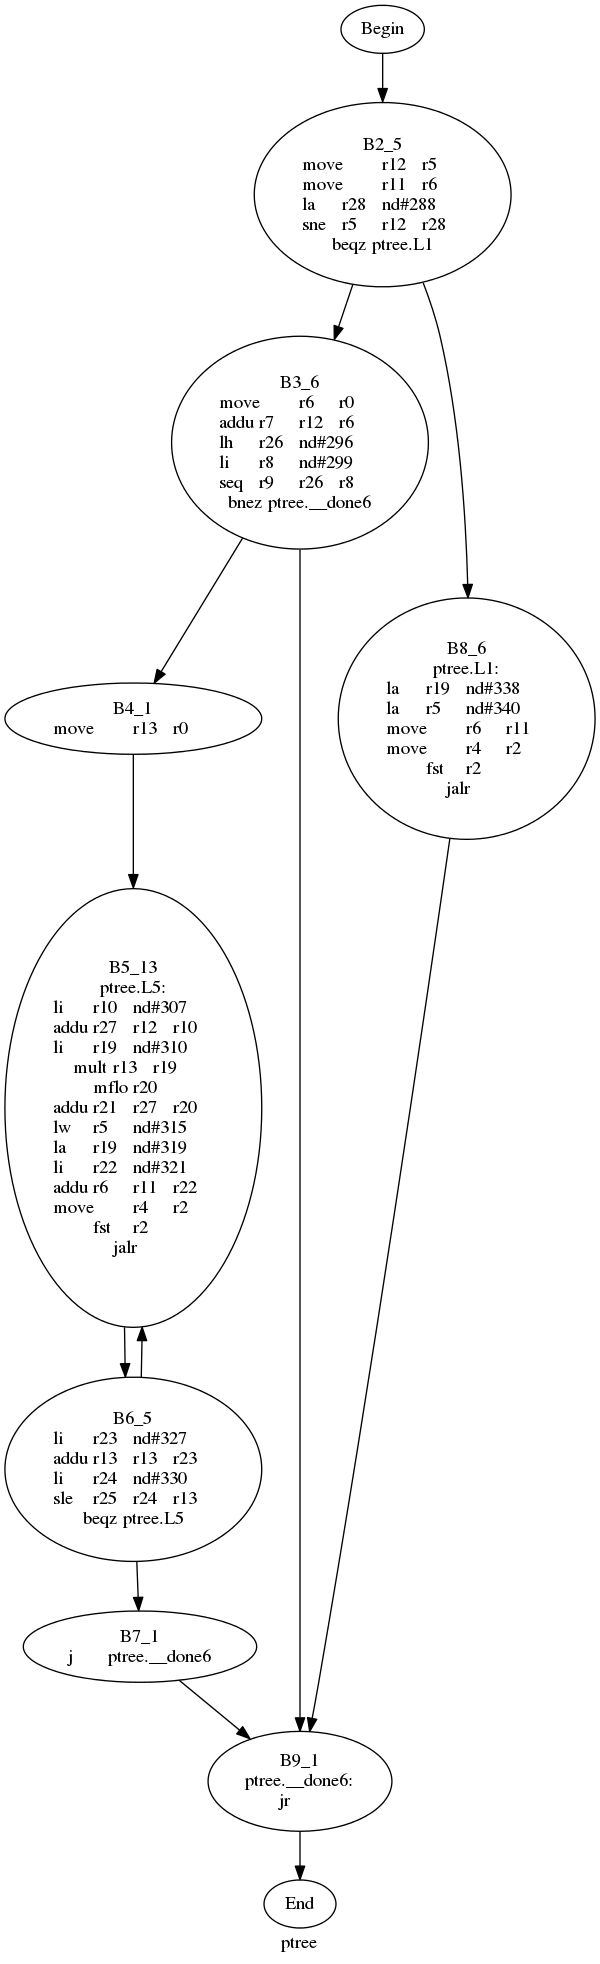 Begin
B2_5
move r12 r5
move r11 r6
la r28 nd#288
sne r5 r12 r28
beqz ptree.L1
B3_6
move r6 r0
addu r7 r12 r6
lh r26 nd#296
li r8 nd#299
seq r9 r26 r8
bnez ptree.__done6
B8_6
ptree.L1:
la r19 nd#338
la r5 nd#340
move r6 r11
move r4 r2
fst r2
jalr
B4_1
move r13 r0
B5_13
ptree.L5:
li r10 nd#307
addu r27 r12 r10
li r19 nd#310
mult r13 r19
mflo r20
addu r21 r27 r20
lw r5 nd#315
la r19 nd#319
li r22 nd#321
addu r6 r11 r22
move r4 r2
fst r2
jalr
B6_5
li r23 nd#327
addu r13 r13 r23
li r24 nd#330
sle r25 r24 r13
beqz ptree.L5
B7_1
j ptree.__done6
B9_1
ptree.__done6:
jr
End
ptree